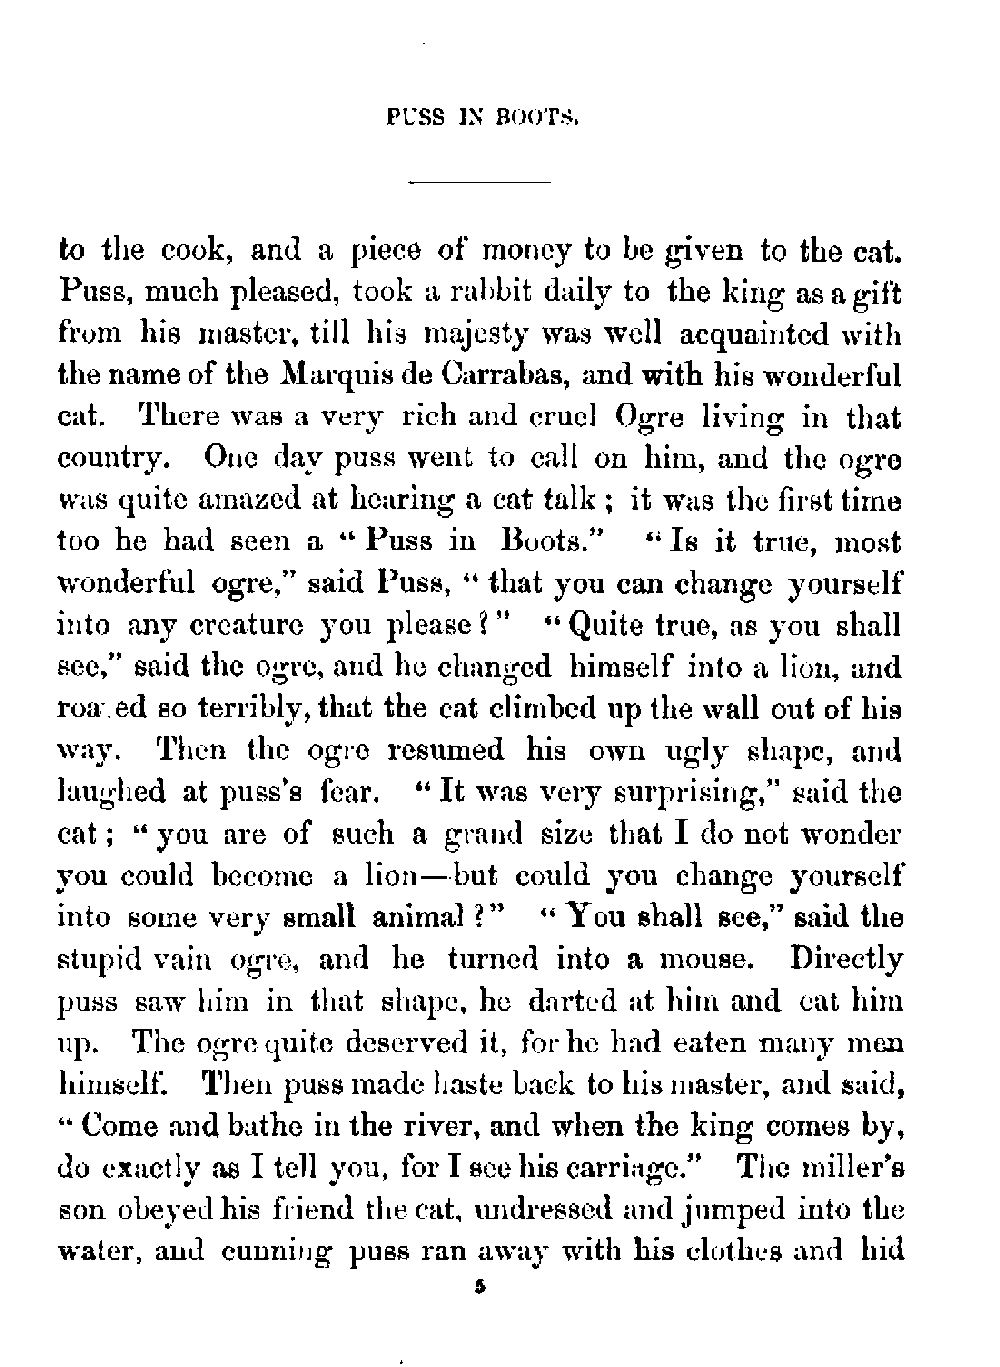 PUSS IN BOOTS.
to the cook, and a piece of money to be given to the cat.
Puss, much pleased, took a rabbit daily to the king as a gift
from his master, till his majesty was well acquainted with
the name of the Marquis de Carrabas, and with his wonderful
cat. There was a very rich and cruel Ogre living in that
country. One day puss went to call on him, and the ogre
was quite amazed at hearing a cat talk ; it was the first time
too he had seen a “ Puss in Boots.” “ Is it true, most
wonderful ogre,” said Puss, “ that you can change yourself
into any creature you please ? ” “ Quite true, as you shall
see,” said the ogre, and he changed himself into a lion, and
roared so terribly, that the cat climbed up the wall out of his
way. Then the ogre resumed his own ugly shape, and
laughed at puss’s fear. “ It was very surprising,” said the
cat ; “ you are of such a grand size that I do not wonder
you could become a lion—but could you change yourself
into some very small animal ? ” “ You shall see,” said the
stupid vain ogre, and he turned into a mouse. Directly
puss saw him in that shape, he darted at him and eat him
up. The ogre quite deserved it, for he had eaten many men
himself. Then puss made haste back to his master, and said,
“ Come and bathe in the river, and when the king comes by,
do exactly as I tell you, for I see his carriage.” The miller’s
son obeyed his friend the cat, undressed and jumped into the
water, and cunning puss ran away with his clothes and hid
5